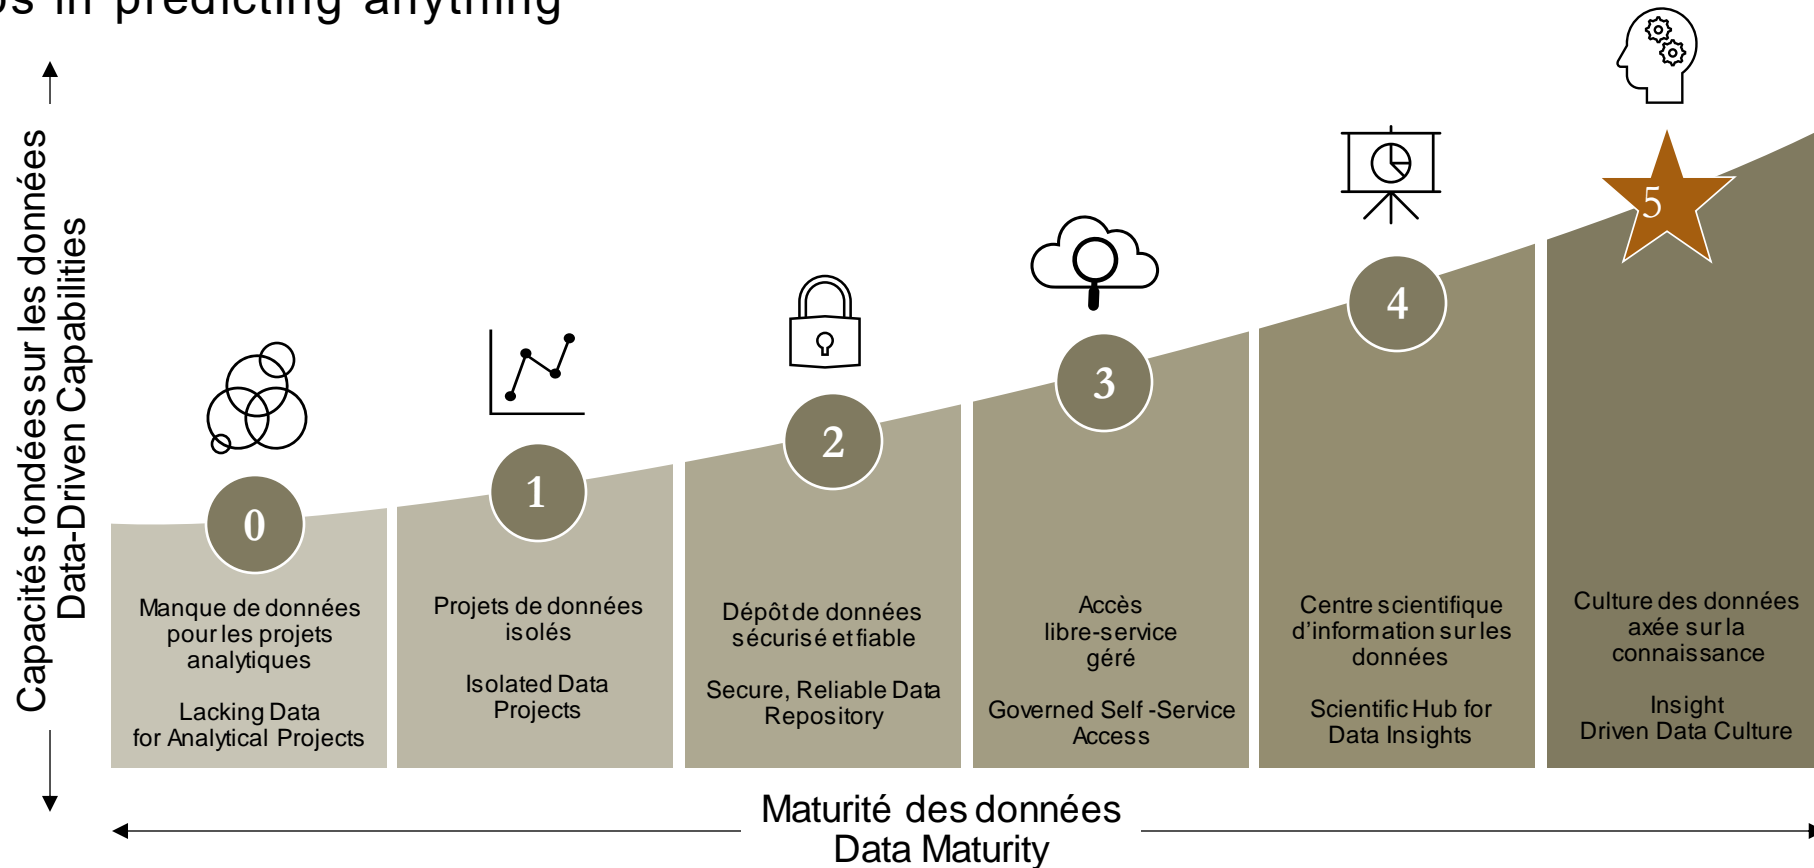 in predicting anything
Capacités fondées sur les données
Data-Driven Capabilities
0
Manque de données
pour les projets
analytiques
Lacking Data
for Analytical Projects
1
Projets de données
isolés
Isolated Data
Projects
2
Dépôt de données
sécurisé et fiable
Secure, Reliable Data
Repository
3
Accès
libre-service
géré
Governed Self-Service
Access
4
Centre scientifique
d'information sur les
données
Scientific Hub for
Data Insights
5
Culture des données
axée sur la
connaissance
Insight
Driven Data Culture
Maturité des données
Data Maturity